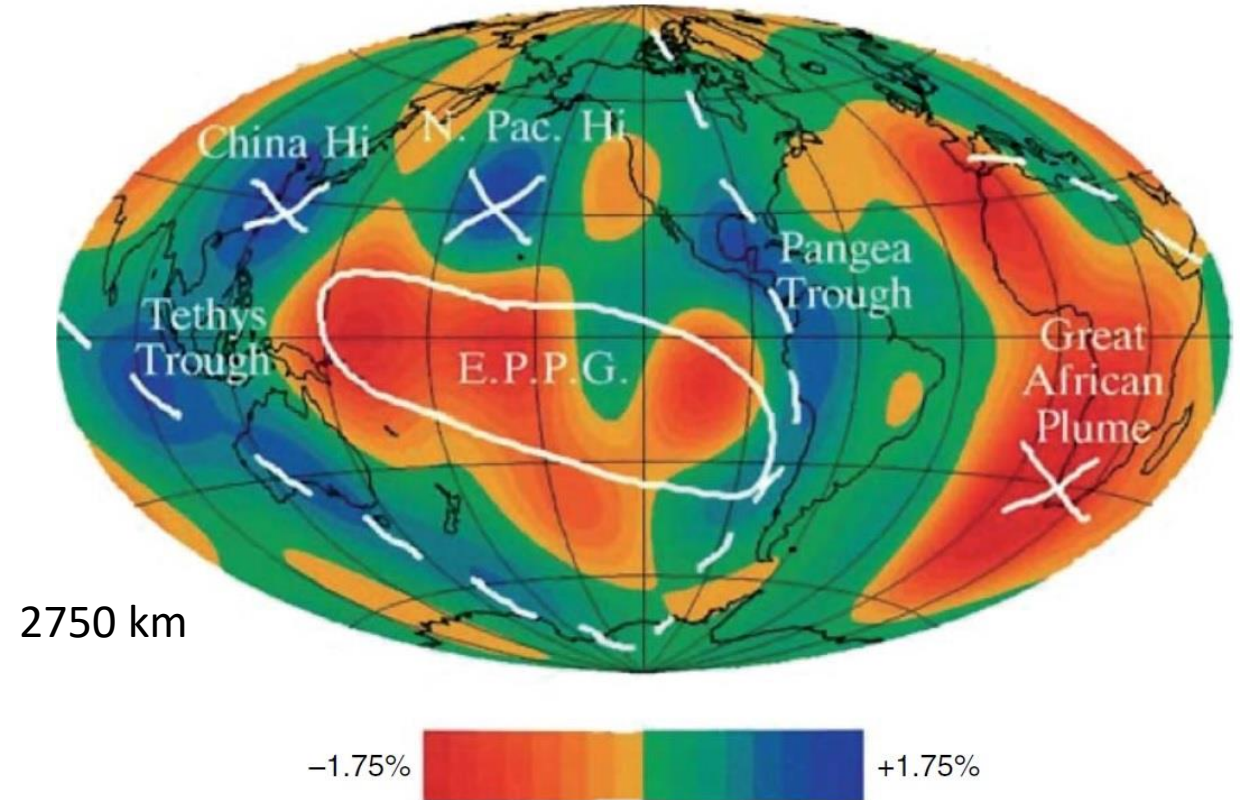 China Hi
N. Pac. Hi
Pangea
Trough
Tethys
Trough
E.P.P.G.
Great
African
Plume
2750 km
–1.75%
+1.75%